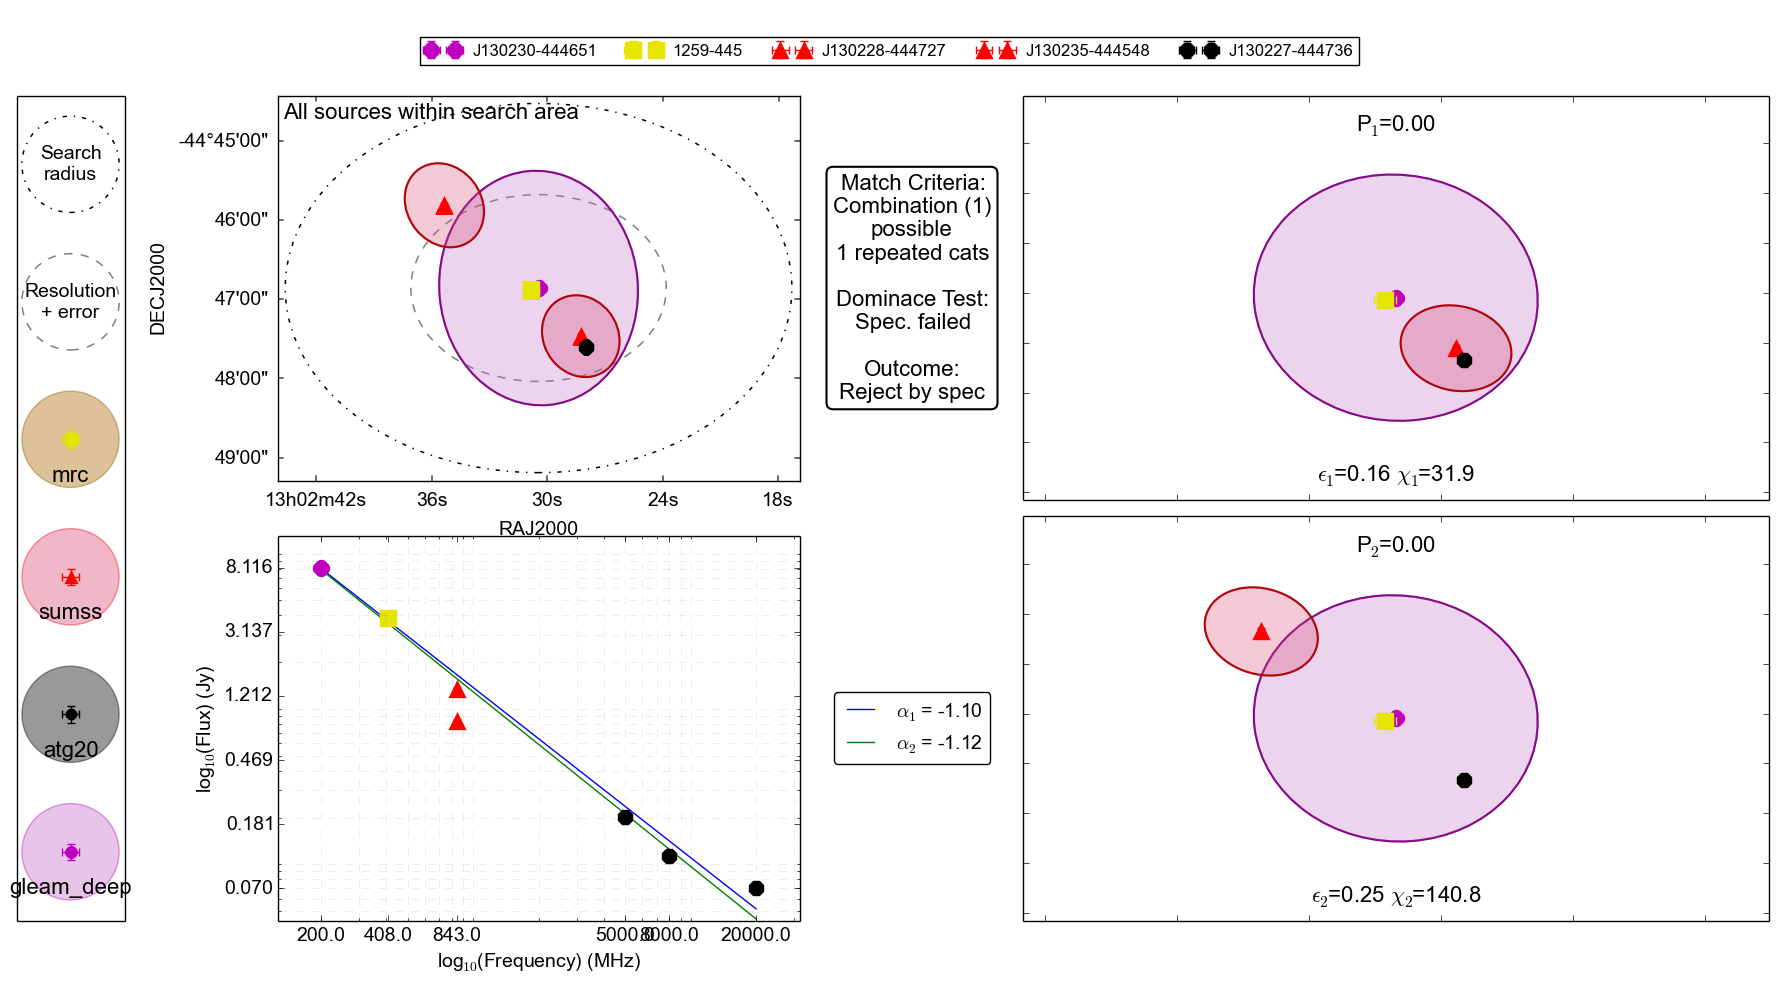 J130230-444651 1259-445 J130228-444727 J130235-444548 J130227-444736
Search
radius
Resolution
+ error
mrc
sumss
atg20
gleam_deep
All sources within search area
DECJ2000
-44°45'00"
46'00"
47'00"
48'00"
49'00"
13h02m42s 36s 30s 24s 18s
RAJ2000
Match Criteria:
Combination (1)
possible
1 repeated cats
Dominace Test:
Spec. failed
Outcome:
Reject by spec
P₁=0.00
ϵ₁=0.16 χ₁=31.9
log₁₀(Flux) (Jy)
8.116
3.137
1.212
0.469
0.181
0.070
200.0 408.0 843.0 5000.0 8000.0 20000.0
log₁₀(Frequency) (MHz)
α₁ = -1.10
α₂ = -1.12
P₂=0.00
ϵ₂=0.25 χ₂=140.8